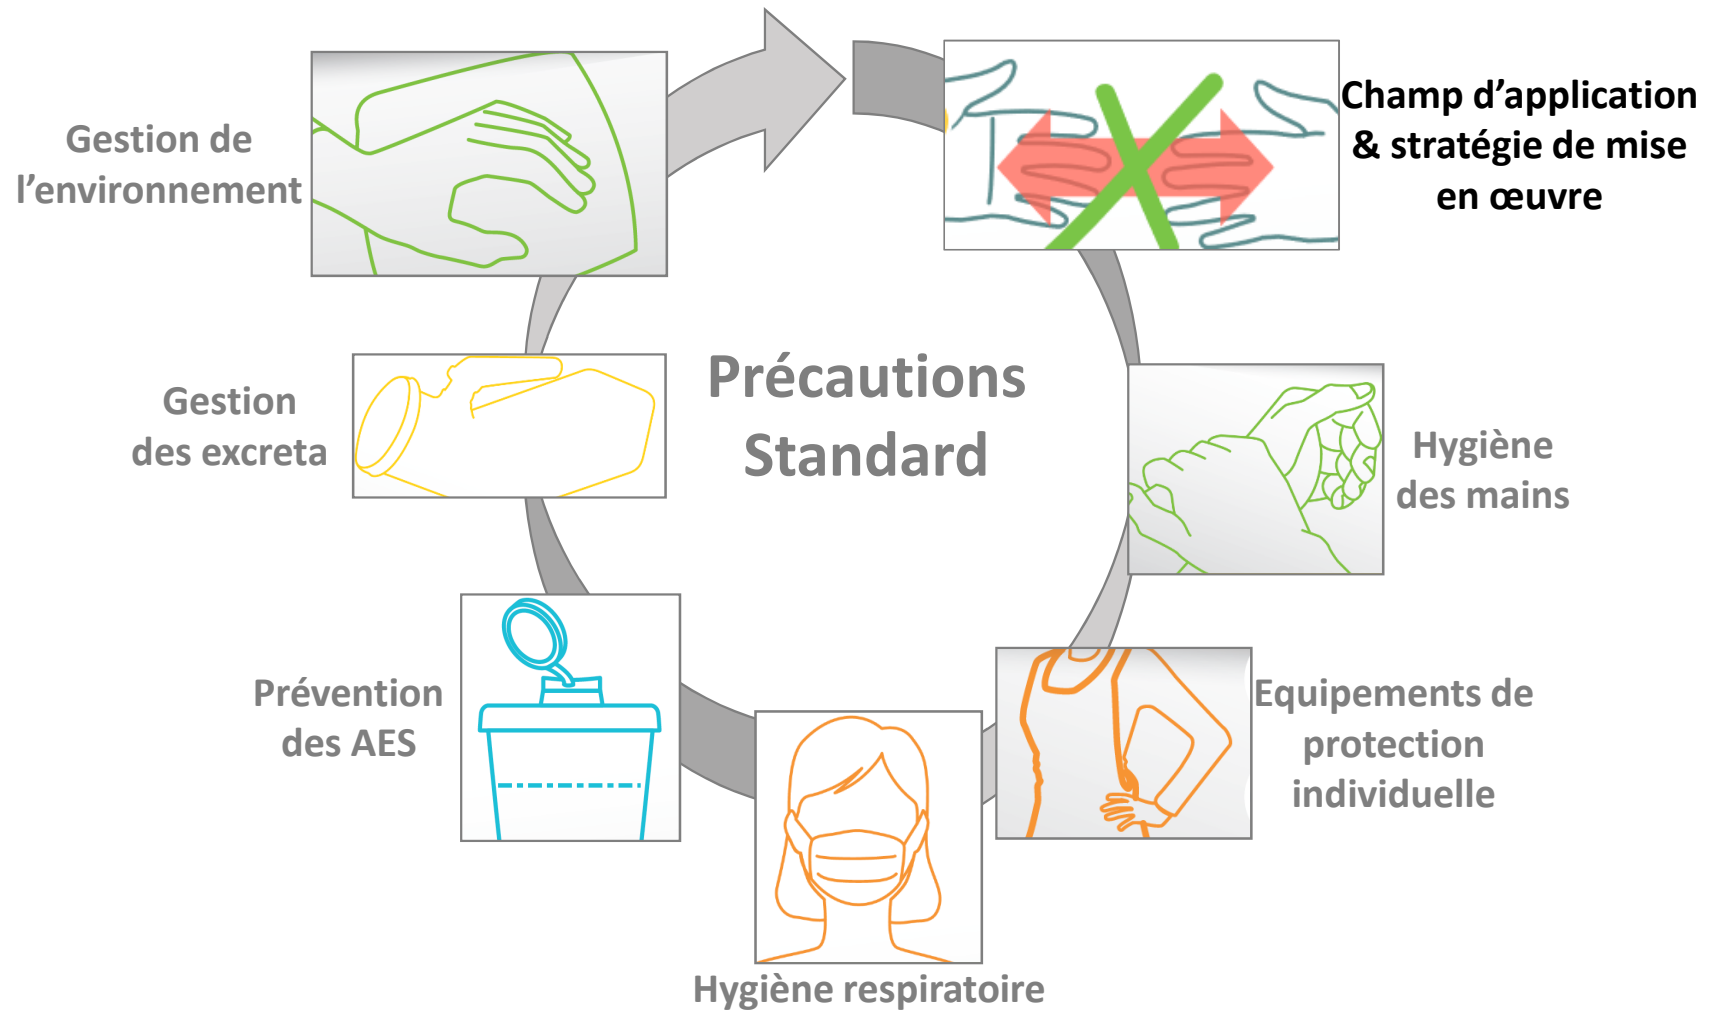 Champ d’application
& stratégie de mise
en œuvre
Hygiène
des mains
Equipements de
protection
individuelle
Hygiène respiratoire
Prévention
des AES
Gestion
des excreta
Gestion de
l’environnement
Précautions
Standard